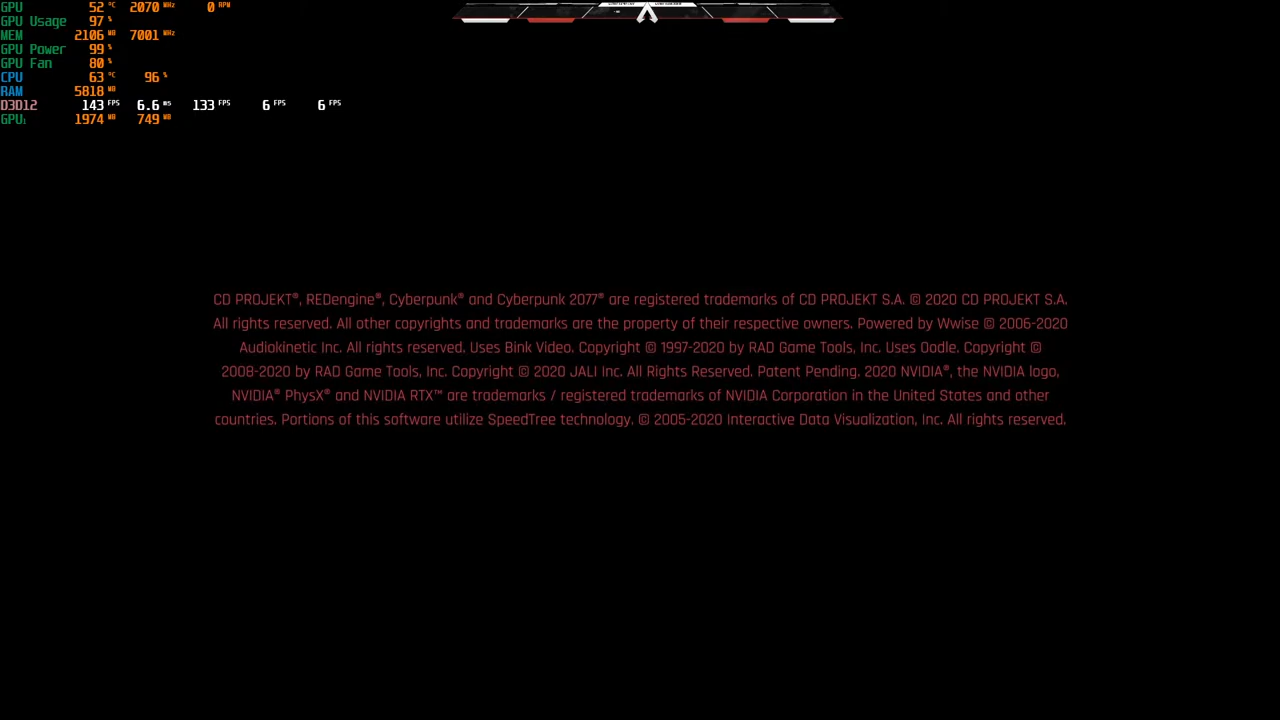 GPU 52 °C 2070 MHz 0 RPM
GPU Usage 97 %
MEM 2106 MB 7001 MHz
GPU Power 99 %
GPU Fan 80 %
CPU 63 °C 96 %
RAM 5818 MB
D3D12 143 FPS 6.6 ms 133 FPS 6 FPS 6 FPS
GPU1 1974 MB 749 MB
CD PROJEKT®, REDengine®, Cyberpunk® and Cyberpunk 2077® are registered trademarks of CD PROJEKT S.A. © 2020 CD PROJEKT S.A.
All rights reserved. All other copyrights and trademarks are the property of their respective owners. Powered by Wwise © 2006-2020
Audiokinetic Inc. All rights reserved. Uses Bink Video. Copyright © 1997-2020 by RAD Game Tools, Inc. Uses Oodle. Copyright ©
2008-2020 by RAD Game Tools, Inc. Copyright © 2020 JALI Inc. All Rights Reserved. Patent Pending. 2020 NVIDIA®, the NVIDIA logo,
NVIDIA® PhysX® and NVIDIA RTX™ are trademarks / registered trademarks of NVIDIA Corporation in the United States and other
countries. Portions of this software utilize SpeedTree technology. © 2005-2020 Interactive Data Visualization, Inc. All rights reserved.